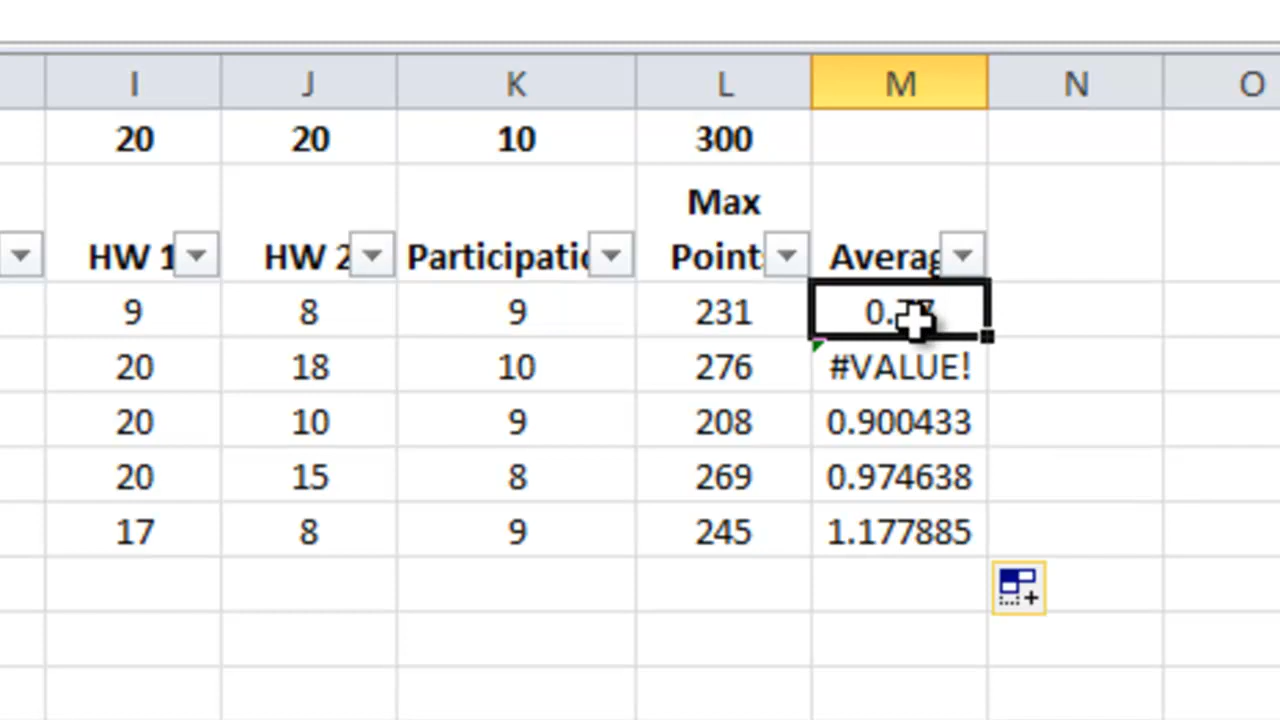 I J K L M N O
20 20 10 300
Max
HW 1 HW 2 Participatio Point Averag
9 8 9 231 0.77
20 18 10 276 #VALUE!
20 10 9 208 0.900433
20 15 8 269 0.974638
17 8 9 245 1.177885